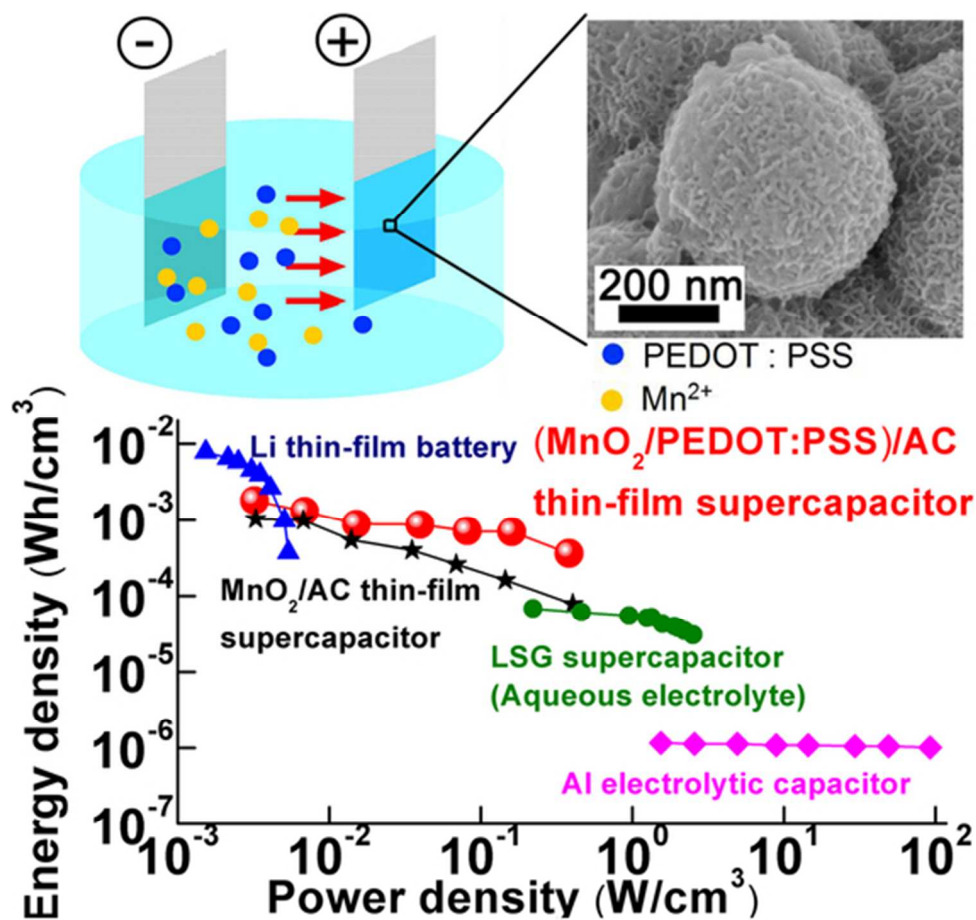 - +
200 nm
PEDOT : PSS
Mn²⁺
Energy density (Wh/cm³)
10⁻²
10⁻³
10⁻⁴
10⁻⁵
10⁻⁶
10⁻⁷
Li thin-film battery
(MnO₂/PEDOT:PSS)/AC
thin-film supercapacitor
MnO₂/AC thin-film
supercapacitor
LSG supercapacitor
(Aqueous electrolyte)
Al electrolytic capacitor
10⁻³ 10⁻² 10⁻¹ 10⁰ 10¹ 10²
Power density (W/cm³)